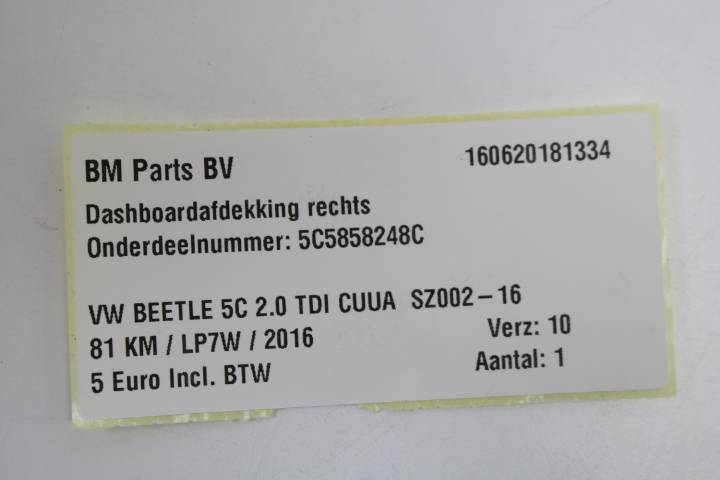 BM Parts BV 160620181334
Dashboardafdekking rechts
Onderdeelnummer: 5C5858248C
VW BEETLE 5C 2.0 TDI CUUA SZ002-16
81 KM / LP7W / 2016 Verz: 10
5 Euro Incl. BTW Aantal: 1